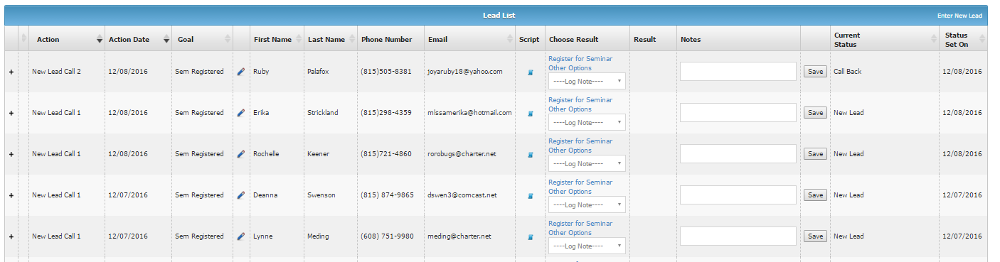 Lead List Enter New Lead
Action Action Date Goal First Name Last Name Phone Number Email Script Choose Result Result Notes Current Status Status Set On
+ New Lead Call 2 12/08/2016 Sem Registered Ruby Palafox (815)505-8381 joyaruby18@yahoo.com Register for Seminar
Other Options
----Log Note---- Save Call Back 12/08/2016
+ New Lead Call 1 12/08/2016 Sem Registered Erika Strickland (815)298-4359 mlssamerika@hotmail.com Register for Seminar
Other Options
----Log Note---- Save New Lead 12/08/2016
+ New Lead Call 1 12/08/2016 Sem Registered Rochelle Keener (815)721-4860 rorobugs@charter.net Register for Seminar
Other Options
----Log Note---- Save New Lead 12/08/2016
+ New Lead Call 1 12/07/2016 Sem Registered Deanna Swenson (815) 874-9865 dswen3@comcast.net Register for Seminar
Other Options
----Log Note---- Save New Lead 12/07/2016
+ New Lead Call 1 12/07/2016 Sem Registered Lynne Meding (608) 751-9980 meding@charter.net Register for Seminar
Other Options
----Log Note---- Save New Lead 12/07/2016